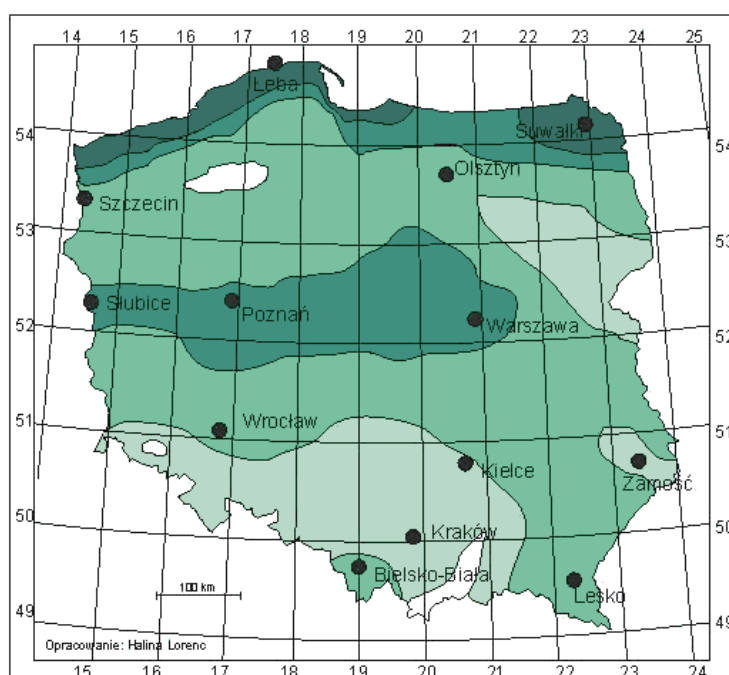 14 15 16 17 18 19 20 21 22 23 24 25
Łeba
54
Suwałki
54
Olsztyn
Szczecin
53
53
Słubice
Poznań
Warszawa
52
52
Wrocław
51
51
Kielce
Zamość
50
Kraków
50
Bielsko-Biała
Lesko
100 km
49
49
Opracowanie: Halina Lorenc
15 16 17 18 19 20 21 22 23 24